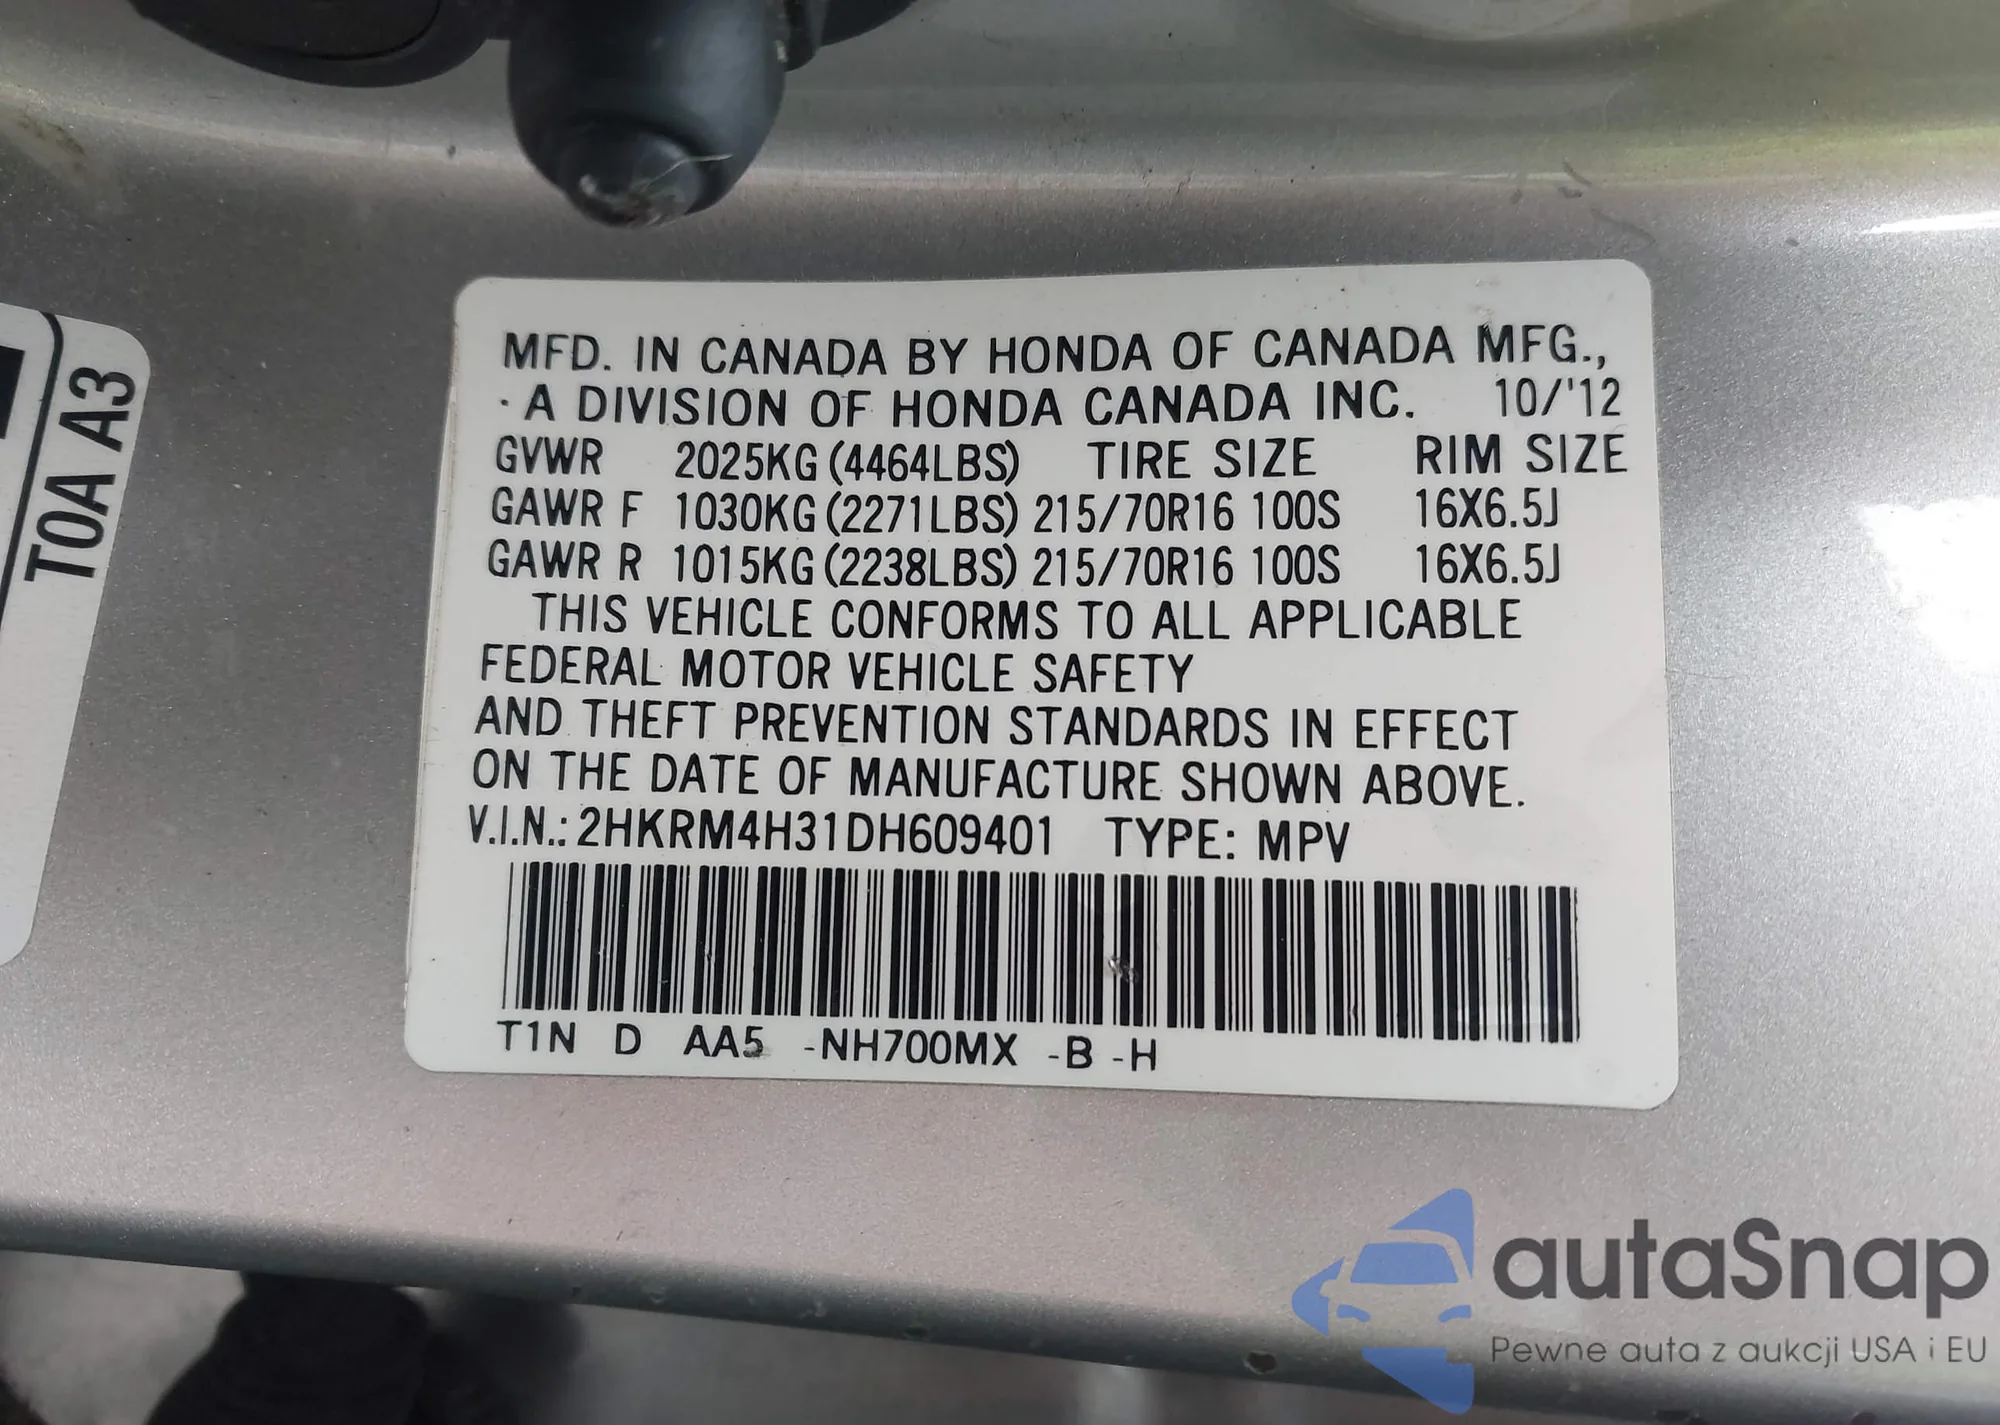 T0A A3
MFD. IN CANADA BY HONDA OF CANADA MFG.,
A DIVISION OF HONDA CANADA INC. 10/'12
GVWR 2025KG (4464LBS) TIRE SIZE RIM SIZE
GAWR F 1030KG (2271LBS) 215/70R16 100S 16X6.5J
GAWR R 1015KG (2238LBS) 215/70R16 100S 16X6.5J
THIS VEHICLE CONFORMS TO ALL APPLICABLE
FEDERAL MOTOR VEHICLE SAFETY
AND THEFT PREVENTION STANDARDS IN EFFECT
ON THE DATE OF MANUFACTURE SHOWN ABOVE.
V.I.N.: 2HKRM4H31DH609401 TYPE: MPV
T1N D AA5 -NH700MX -B -H
autaSnap
Pewne auta z aukcji USA i EU